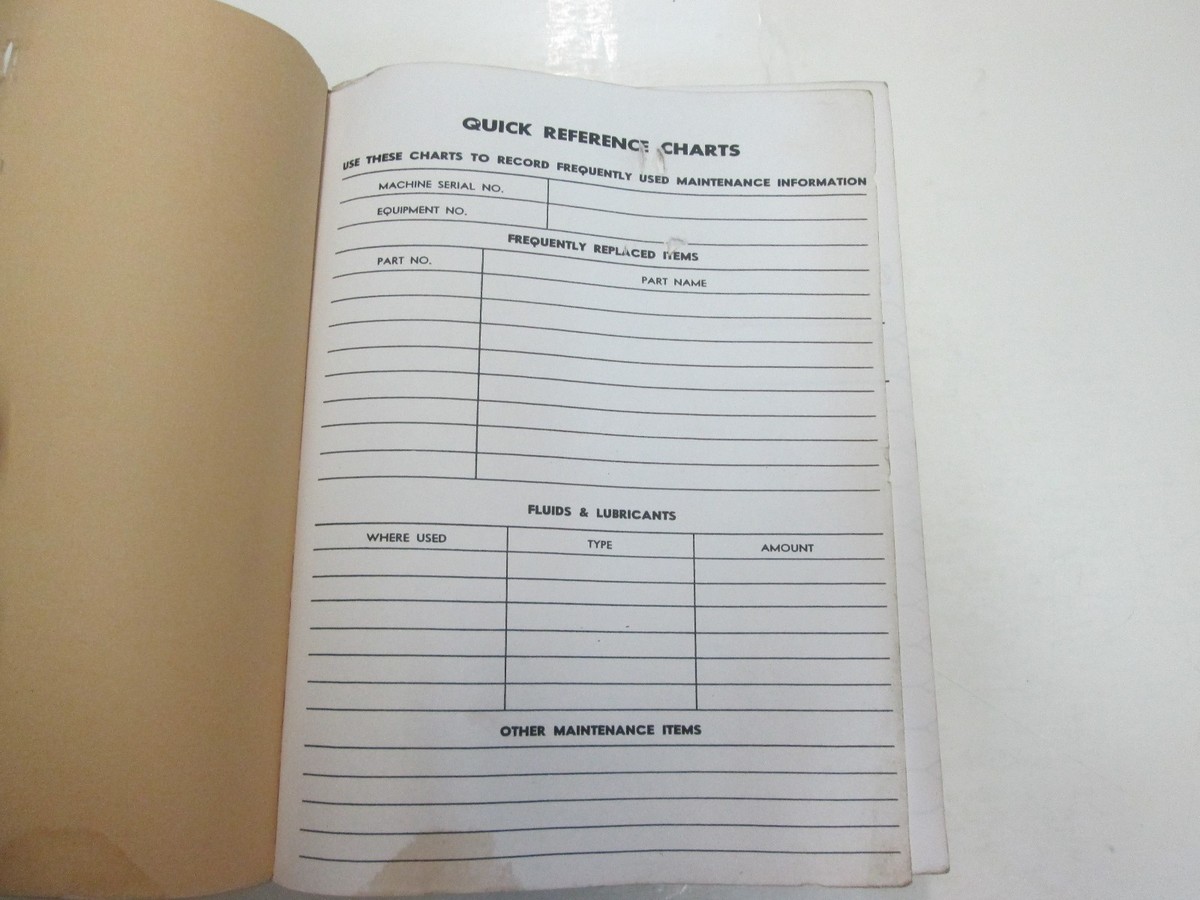 QUICK REFERENCE CHARTS
USE THESE CHARTS TO RECORD FREQUENTLY USED MAINTENANCE INFORMATION
MACHINE SERIAL NO.
EQUIPMENT NO.
FREQUENTLY REPLACED ITEMS
PART NO.
PART NAME
FLUIDS & LUBRICANTS
WHERE USED
TYPE
AMOUNT
OTHER MAINTENANCE ITEMS